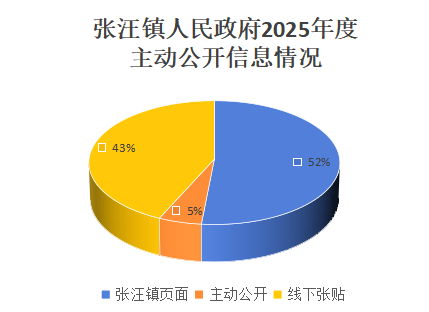 张汪镇人民政府2025年度
主动公开信息情况
43%
52%
5%
张汪镇页面 主动公开 线下张贴